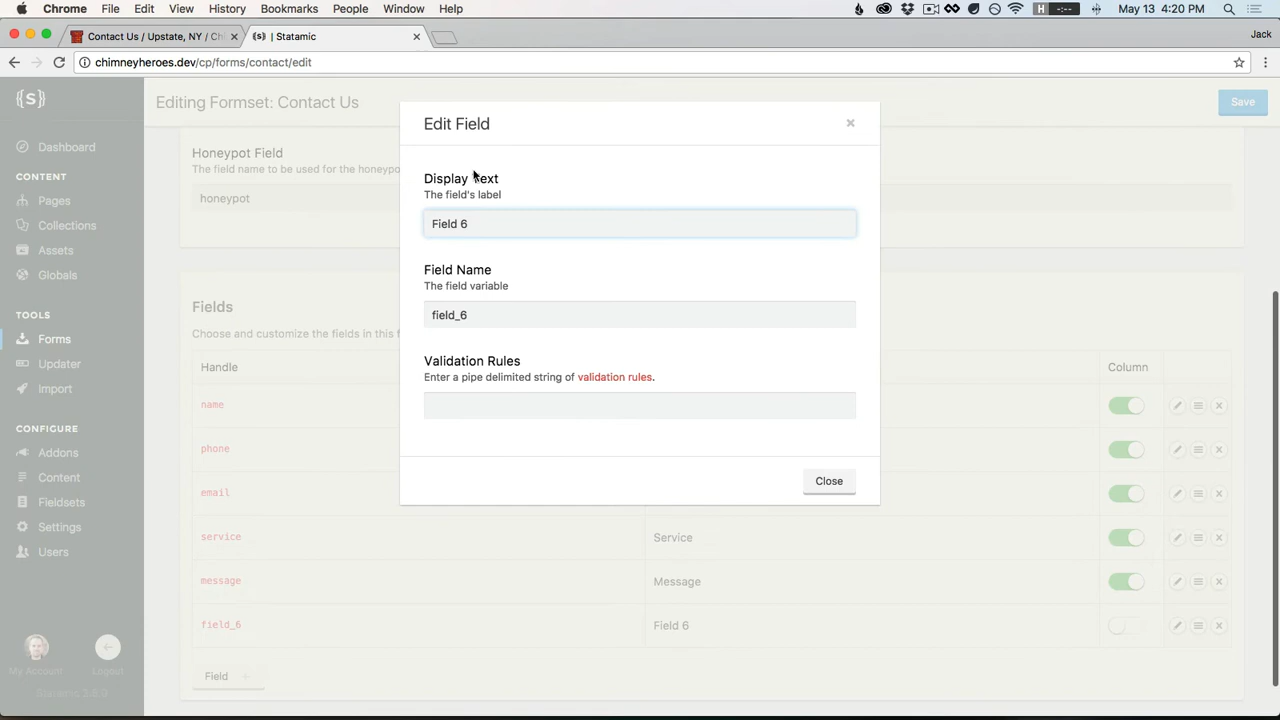 Chrome File Edit View History Bookmarks People Window Help
H May 13 4:20 PM
Contact Us / Upstate, NY / Chi
{s} | Statamic
Jack
chimneyheroes.dev/cp/forms/contact/edit
{{S}}
Editing Formset: Contact Us
Save
Dashboard
CONTENT
Pages
Collections
Assets
Globals
TOOLS
Forms
Updater
Import
CONFIGURE
Addons
Content
Fieldsets
Settings
Users
My Account
Logout
Honeypot Field
The field name to be used for the honeypo
honeypot
Fields
Choose and customize the fields in this f
Handle
Column
name
phone
email
service
Service
message
Message
field_6
Field 6
Field +
Edit Field
×
Display Text
The field's label
Field 6
Field Name
The field variable
field_6
Validation Rules
Enter a pipe delimited string of validation rules.
Close